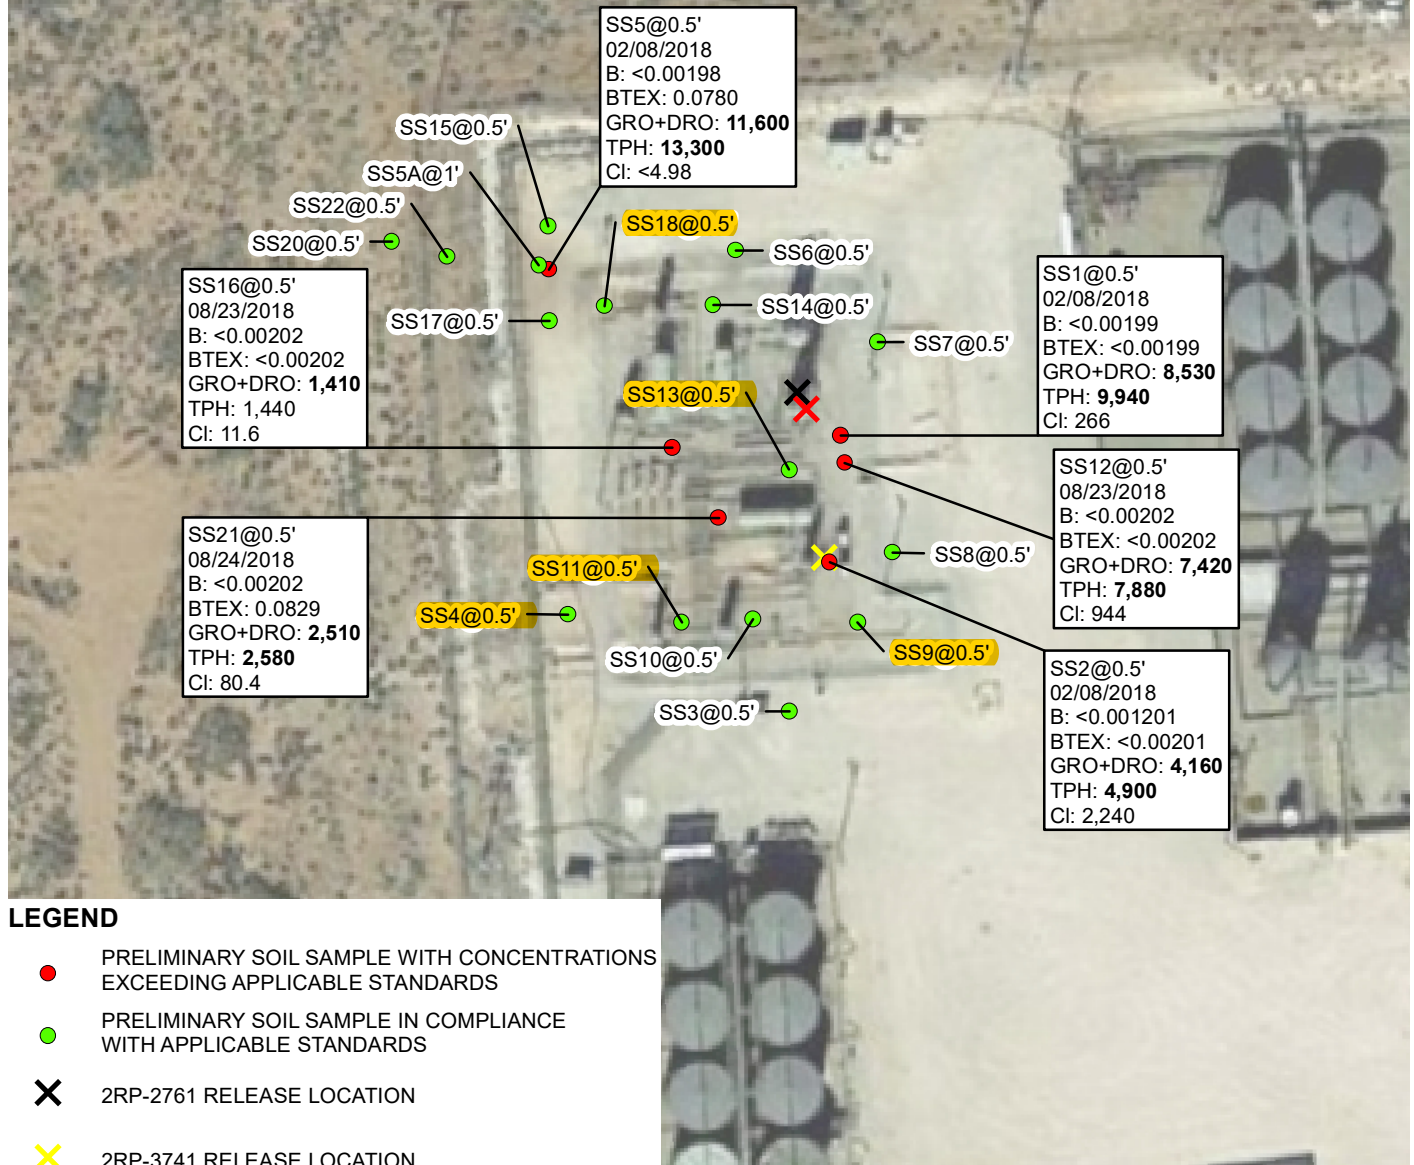 SS5@0.5'
02/08/2018
B: <0.00198
BTEX: 0.0780
GRO+DRO: 11,600
TPH: 13,300
Cl: <4.98
SS15@0.5'
SS5A@1'
SS22@0.5'
SS20@0.5'
SS18@0.5'
SS6@0.5'
SS14@0.5'
SS17@0.5'
SS7@0.5'
SS13@0.5'
SS16@0.5'
08/23/2018
B: <0.00202
BTEX: <0.00202
GRO+DRO: 1,410
TPH: 1,440
Cl: 11.6
SS1@0.5'
02/08/2018
B: <0.00199
BTEX: <0.00199
GRO+DRO: 8,530
TPH: 9,940
Cl: 266
SS12@0.5'
08/23/2018
B: <0.00202
BTEX: <0.00202
GRO+DRO: 7,420
TPH: 7,880
Cl: 944
SS21@0.5'
08/24/2018
B: <0.00202
BTEX: 0.0829
GRO+DRO: 2,510
TPH: 2,580
Cl: 80.4
SS8@0.5'
SS11@0.5'
SS4@0.5'
SS10@0.5'
SS9@0.5'
SS3@0.5'
SS2@0.5'
02/08/2018
B: <0.001201
BTEX: <0.00201
GRO+DRO: 4,160
TPH: 4,900
Cl: 2,240
LEGEND
PRELIMINARY SOIL SAMPLE WITH CONCENTRATIONS
EXCEEDING APPLICABLE STANDARDS
PRELIMINARY SOIL SAMPLE IN COMPLIANCE
WITH APPLICABLE STANDARDS
2RP-2761 RELEASE LOCATION
2RP-3741 RELEASE LOCATION